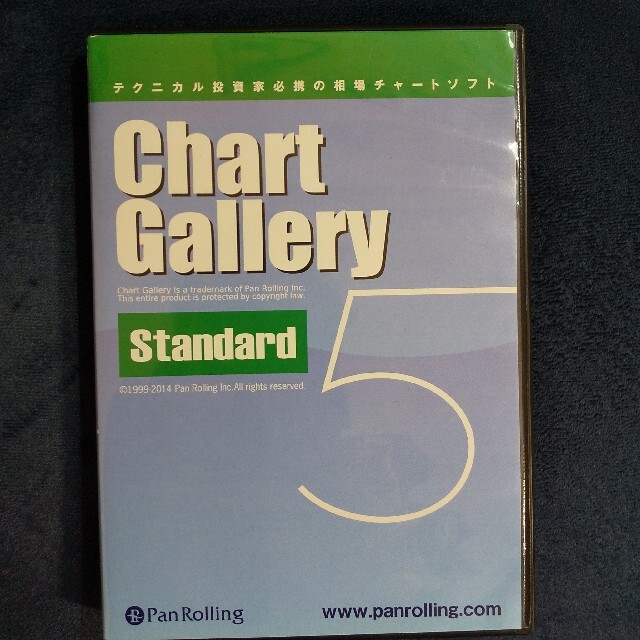 テクニカル投資家必携の相場チャートソフト
Chart
Gallery
Chart Gallery is a trademark of Pan Rolling Inc.
This entire product is protected by copyright law.
Standard
5
©1999-2014 Pan Rolling Inc.All rights reserved.
PanRolling
www.panrolling.com